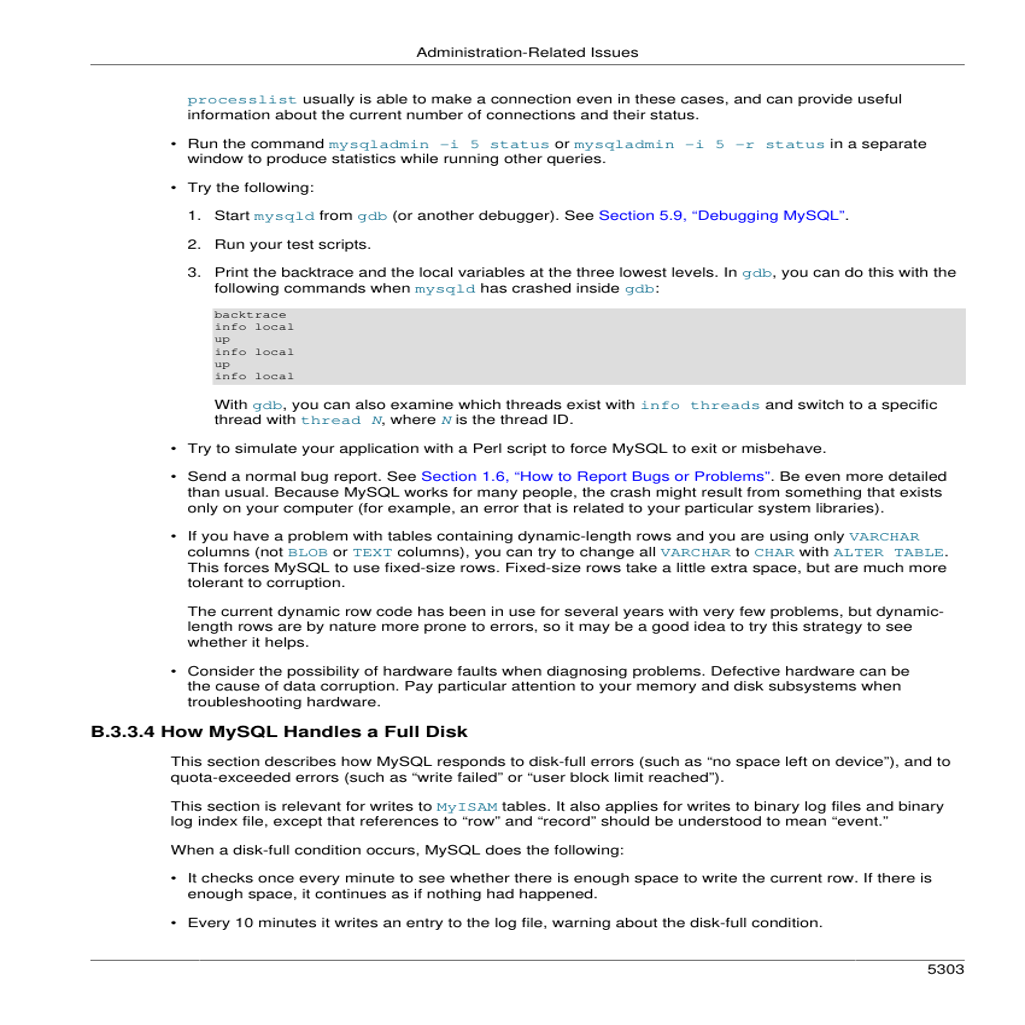 Administration-Related Issues
processlist usually is able to make a connection even in these cases, and can provide useful
information about the current number of connections and their status.
• Run the command mysqladmin -i 5 status or mysqladmin -i 5 -r status in a separate
window to produce statistics while running other queries.
• Try the following:
1. Start mysqld from gdb (or another debugger). See Section 5.9, “Debugging MySQL”.
2. Run your test scripts.
3. Print the backtrace and the local variables at the three lowest levels. In gdb, you can do this with the
following commands when mysqld has crashed inside gdb:
backtrace
info local
up
info local
up
info local
With gdb, you can also examine which threads exist with info threads and switch to a specific
thread with thread N, where N is the thread ID.
• Try to simulate your application with a Perl script to force MySQL to exit or misbehave.
• Send a normal bug report. See Section 1.6, “How to Report Bugs or Problems”. Be even more detailed
than usual. Because MySQL works for many people, the crash might result from something that exists
only on your computer (for example, an error that is related to your particular system libraries).
• If you have a problem with tables containing dynamic-length rows and you are using only VARCHAR
columns (not BLOB or TEXT columns), you can try to change all VARCHAR to CHAR with ALTER TABLE.
This forces MySQL to use fixed-size rows. Fixed-size rows take a little extra space, but are much more
tolerant to corruption.
The current dynamic row code has been in use for several years with very few problems, but dynamic-
length rows are by nature more prone to errors, so it may be a good idea to try this strategy to see
whether it helps.
• Consider the possibility of hardware faults when diagnosing problems. Defective hardware can be
the cause of data corruption. Pay particular attention to your memory and disk subsystems when
troubleshooting hardware.
B.3.3.4 How MySQL Handles a Full Disk
This section describes how MySQL responds to disk-full errors (such as “no space left on device”), and to
quota-exceeded errors (such as “write failed” or “user block limit reached”).
This section is relevant for writes to MyISAM tables. It also applies for writes to binary log files and binary
log index file, except that references to “row” and “record” should be understood to mean “event.”
When a disk-full condition occurs, MySQL does the following:
• It checks once every minute to see whether there is enough space to write the current row. If there is
enough space, it continues as if nothing had happened.
• Every 10 minutes it writes an entry to the log file, warning about the disk-full condition.
5303